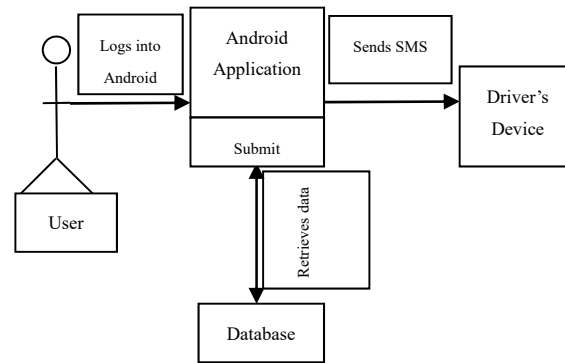 Logs into
Android
Android
Application
Sends SMS
Driver’s
Device
Submit
User
Retrieves data
Database